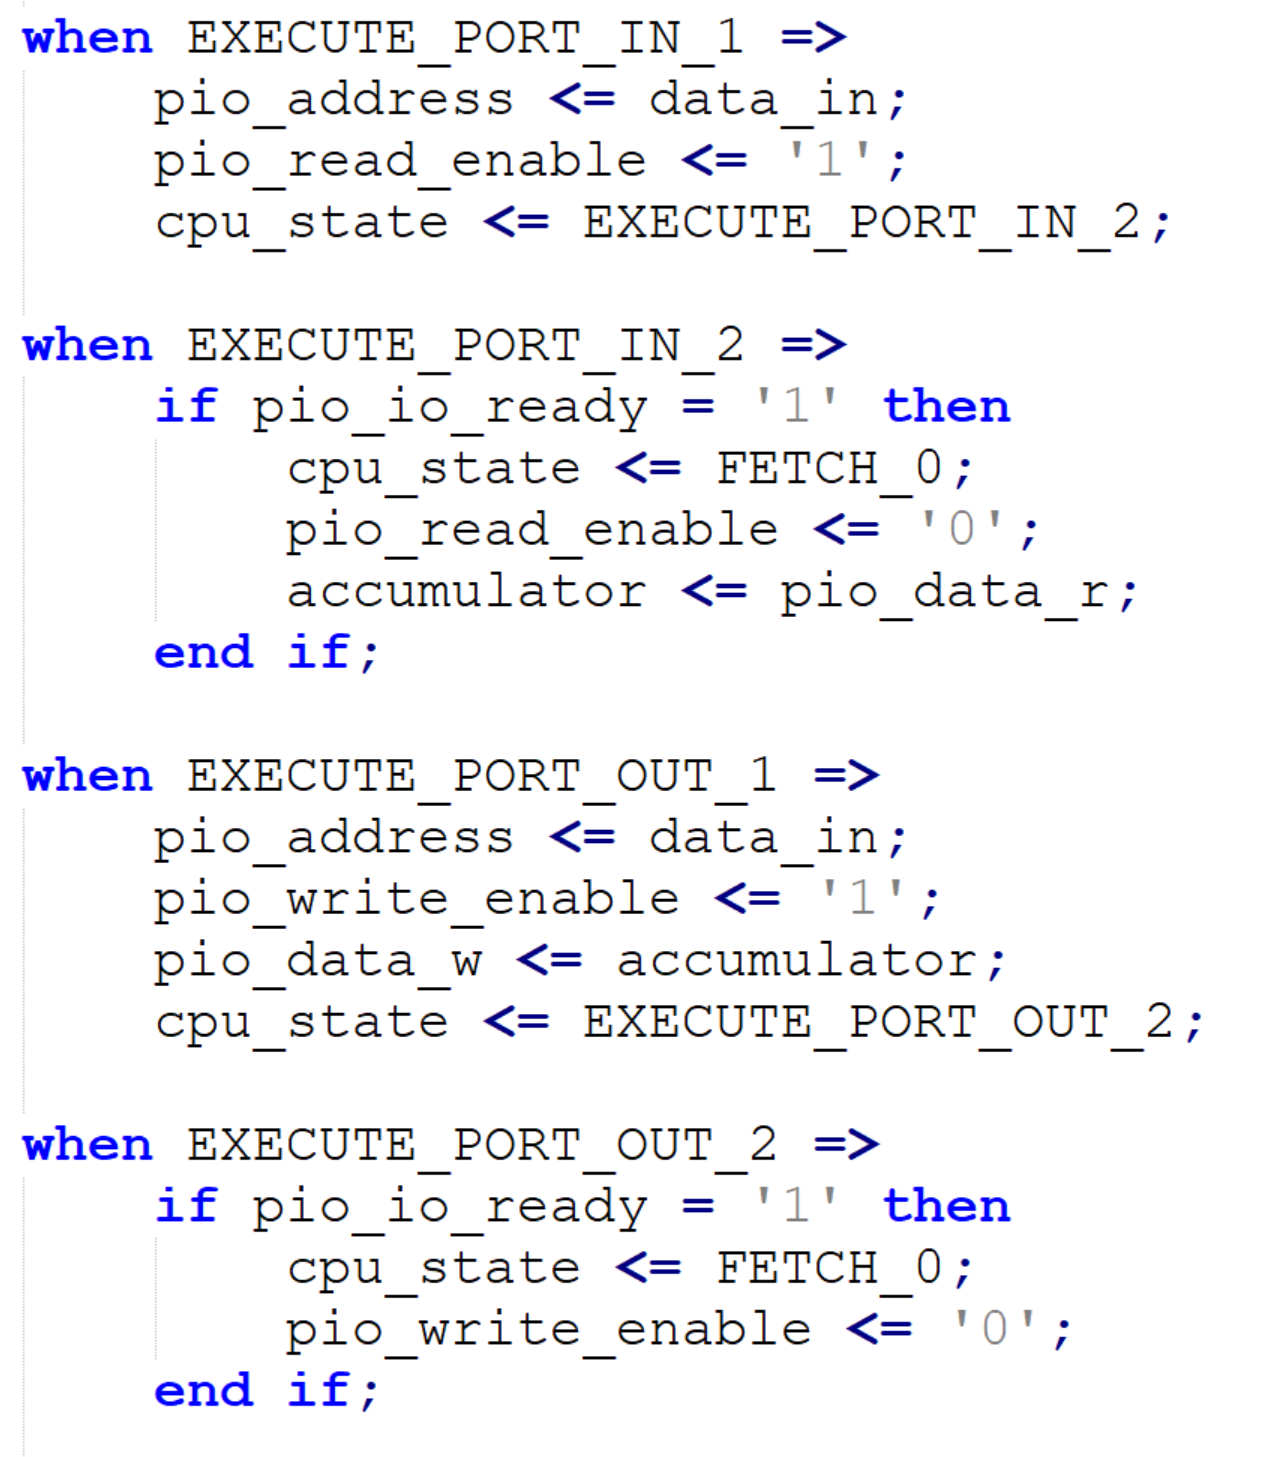 when EXECUTE_PORT_IN_1 =>
    pio_address <= data_in;
    pio_read_enable <= '1';
    cpu_state <= EXECUTE_PORT_IN_2;

when EXECUTE_PORT_IN_2 =>
    if pio_io_ready = '1' then
        cpu_state <= FETCH_0;
        pio_read_enable <= '0';
        accumulator <= pio_data_r;
    end if;

when EXECUTE_PORT_OUT_1 =>
    pio_address <= data_in;
    pio_write_enable <= '1';
    pio_data_w <= accumulator;
    cpu_state <= EXECUTE_PORT_OUT_2;

when EXECUTE_PORT_OUT_2 =>
    if pio_io_ready = '1' then
        cpu_state <= FETCH_0;
        pio_write_enable <= '0';
    end if;